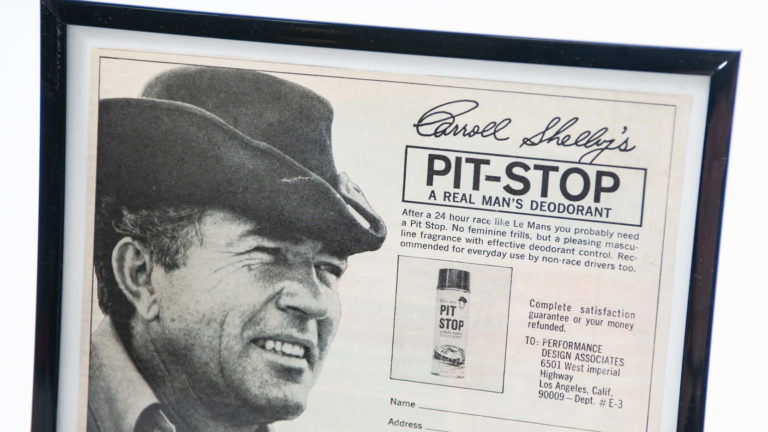 Carroll Shelby's
PIT-STOP
A REAL MAN'S DEODORANT
After a 24 hour race like Le Mans you probably need
a Pit Stop. No feminine frills, but a pleasing mascu-
line fragrance with effective deodorant control. Rec-
ommended for everyday use by non-race drivers too.
PIT
STOP
A REAL MAN'S
DEODORANT
Complete satisfaction
guarantee or your money
refunded.
TO: PERFORMANCE
DESIGN ASSOCIATES
6501 West imperial
Highway
Los Angeles, Calif.
90009—Dept. # E-3
Name
Address